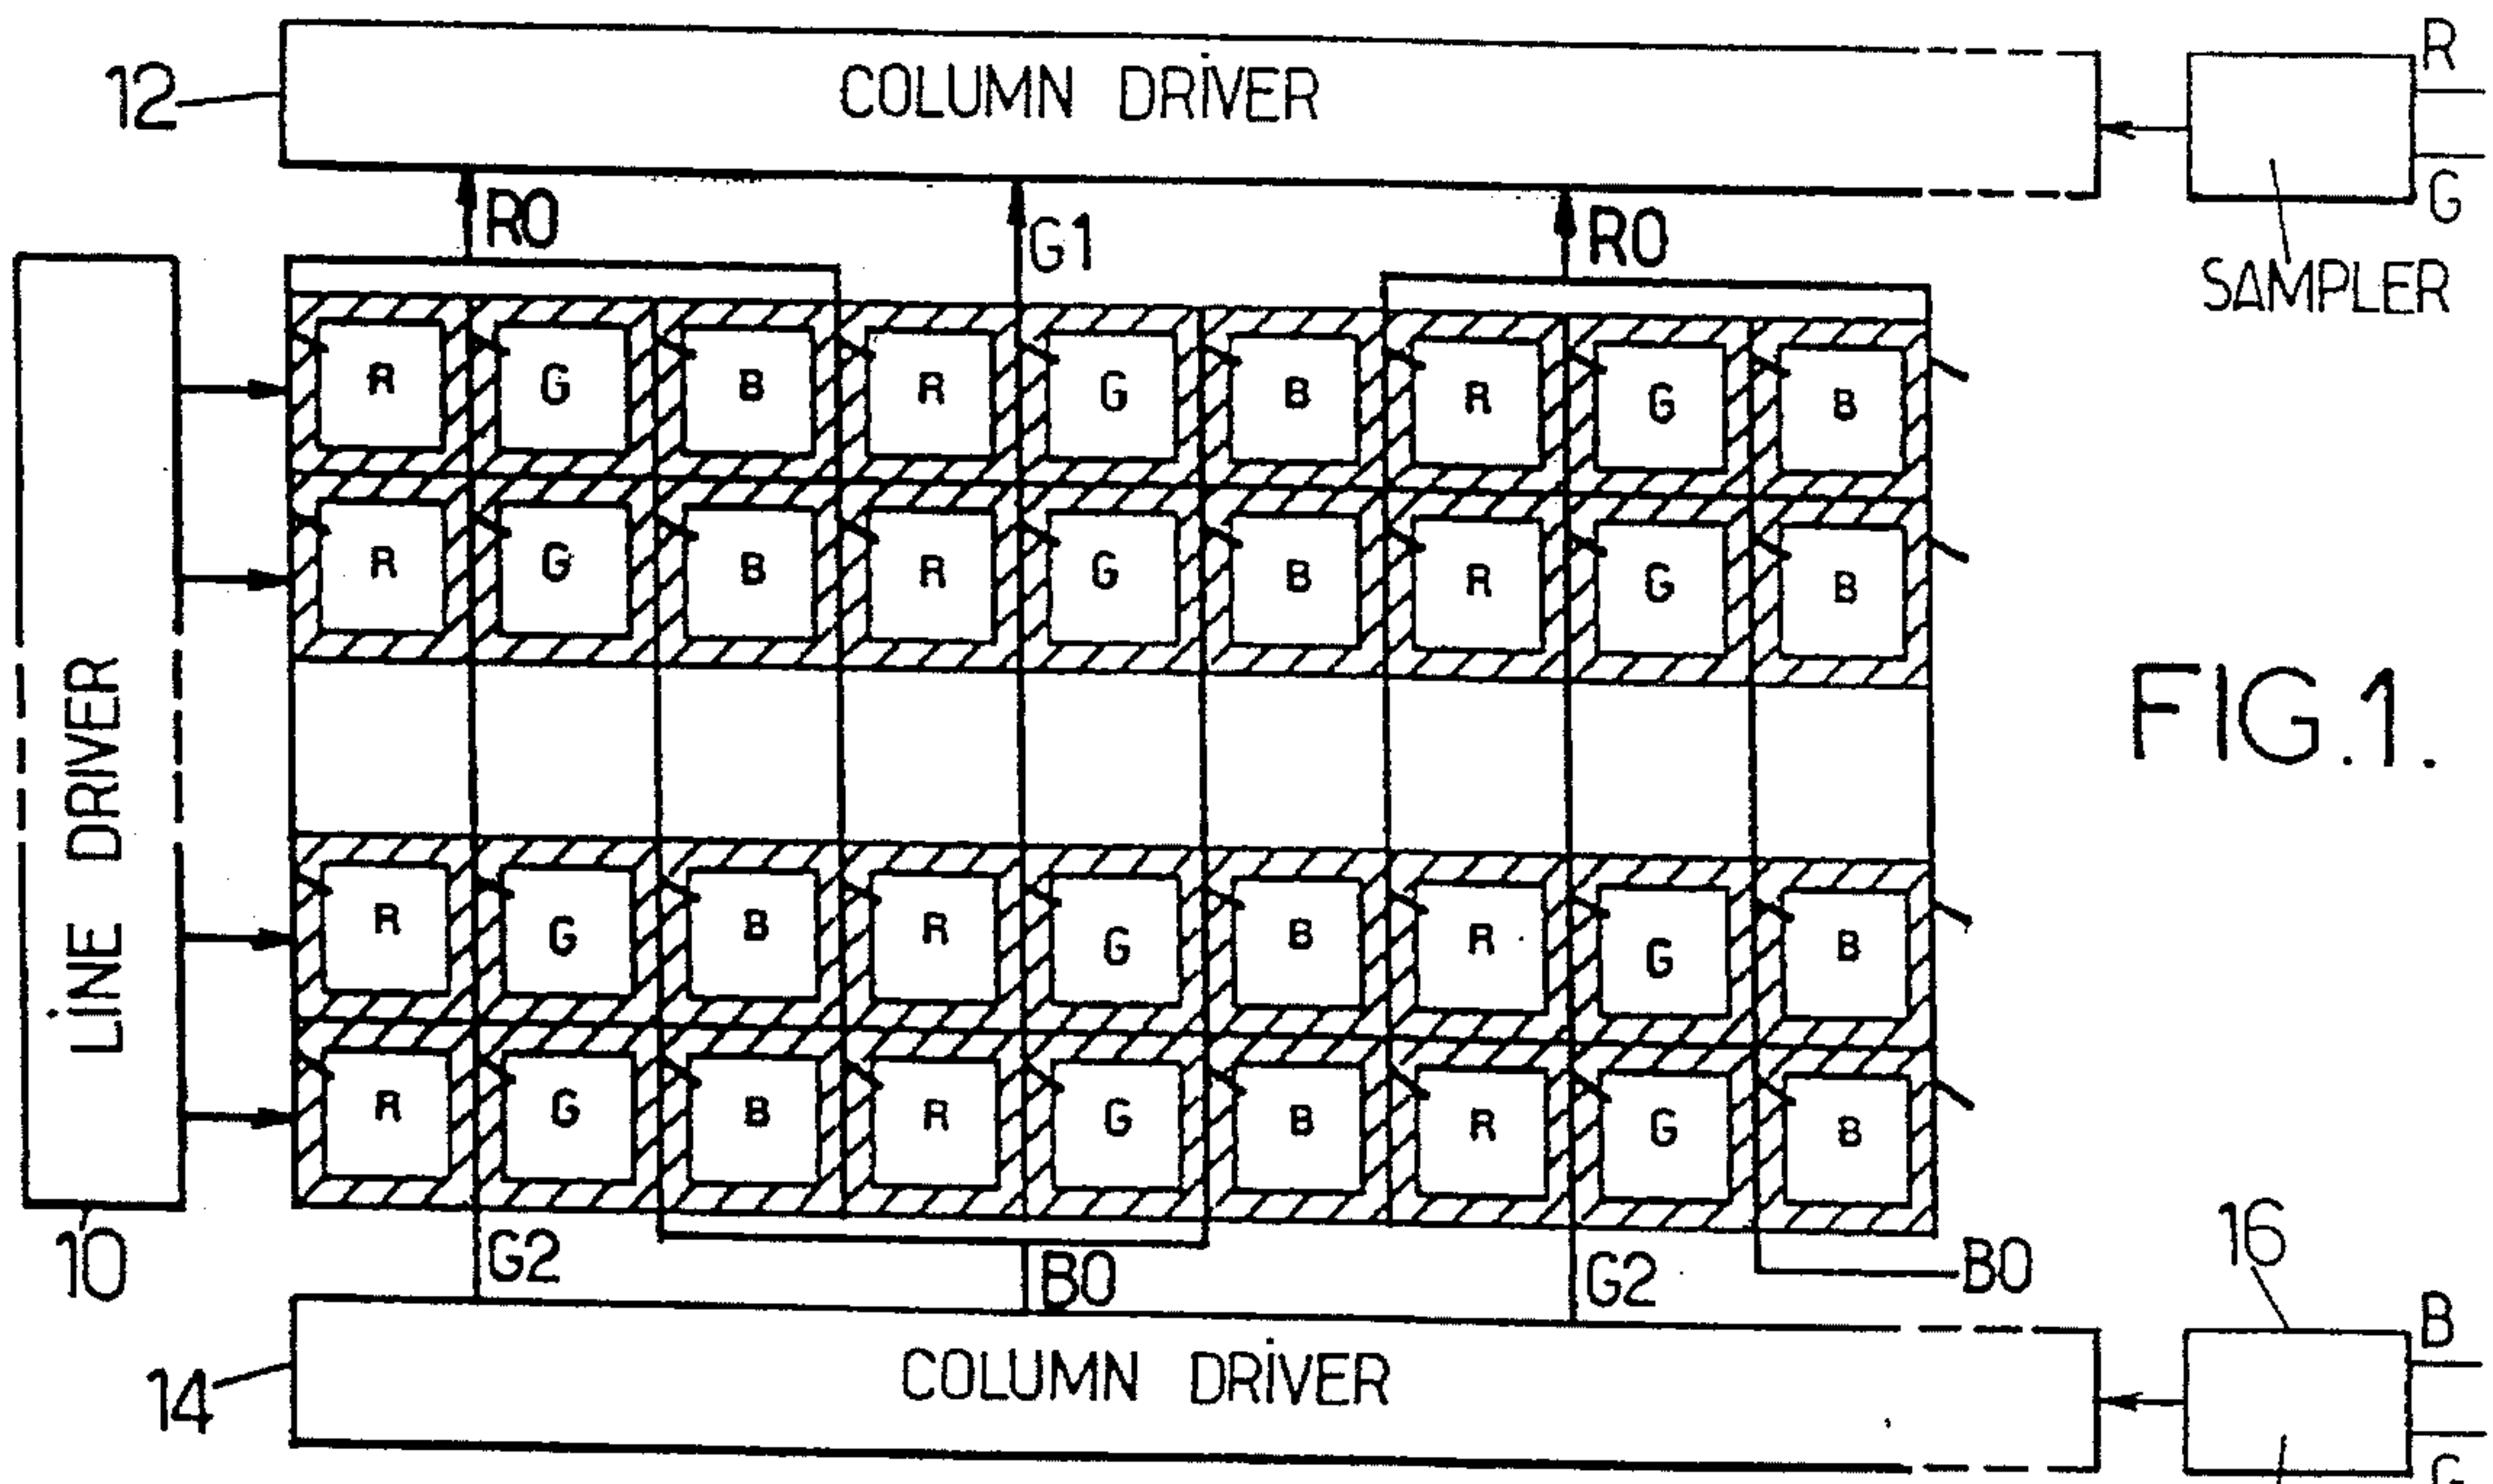 R
12 COLUMN DRIVER
G
SAMPLER
R0 G1 R0
R G B R G B R G B
R G B R G B R G B
LINE DRIVER
FIG.1.
R G B R G B R G B
R G B R G B R G B
10
G2 B0 G2 B0
16
B
14 COLUMN DRIVER